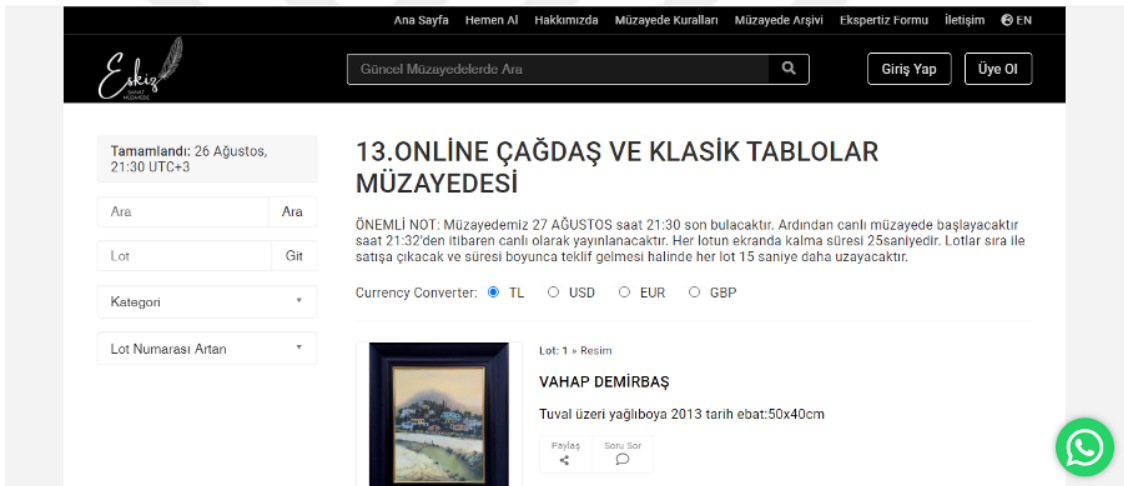 Ana Sayfa Hemen Al Hakkımızda Müzayede Kuralları Müzayede Arşivi Ekspertiz Formu İletişim EN
Eskiz
SANAT
MÜZAYEDE
Güncel Müzayedelerde Ara
Giriş Yap
Üye Ol
Tamamlandı: 26 Ağustos,
21:30 UTC+3
Ara Ara
Lot Git
Kategori
Lot Numarası Artan
13.ONLİNE ÇAĞDAŞ VE KLASİK TABLOLAR
MÜZAYEDESİ
ÖNEMLİ NOT: Müzayedemiz 27 AĞUSTOS saat 21:30 son bulacaktır. Ardından canlı müzayede başlayacaktır
saat 21:32'den itibaren canlı olarak yayınlanacaktır. Her lotun ekranda kalma süresi 25saniyedir. Lotlar sıra ile
satışa çıkacak ve süresi boyunca teklif gelmesi halinde her lot 15 saniye daha uzayacaktır.
Currency Converter: TL USD EUR GBP
Lot: 1 » Resim
VAHAP DEMİRBAŞ
Tuval üzeri yağlıboya 2013 tarih ebat:50x40cm
Paylaş Soru Sor